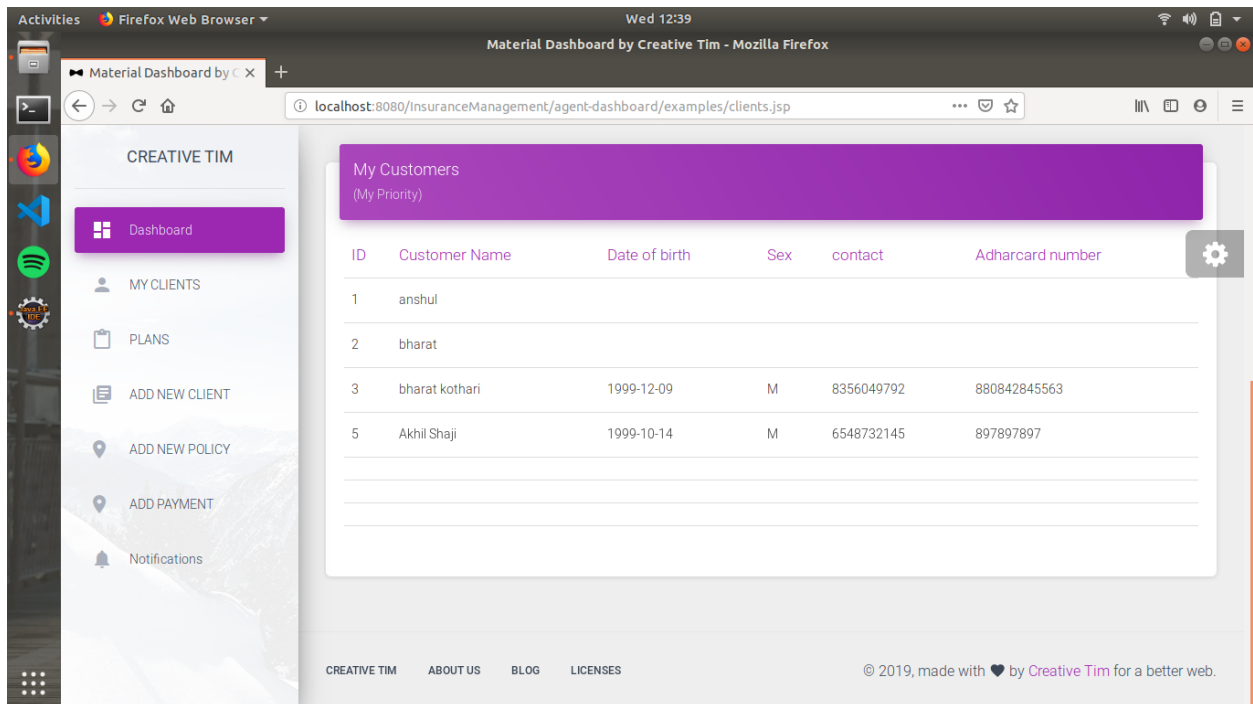 Activities Firefox Web Browser Wed 12:39
Material Dashboard by Creative Tim - Mozilla Firefox
Material Dashboard by C
localhost:8080/InsuranceManagement/agent-dashboard/examples/clients.jsp
CREATIVE TIM
Dashboard
MY CLIENTS
PLANS
ADD NEW CLIENT
ADD NEW POLICY
ADD PAYMENT
Notifications
My Customers
(My Priority)
ID Customer Name Date of birth Sex contact Adharcard number
1 anshul
2 bharat
3 bharat kothari 1999-12-09 M 8356049792 880842845563
5 Akhil Shaji 1999-10-14 M 6548732145 897897897
CREATIVE TIM ABOUT US BLOG LICENSES © 2019, made with ♥ by Creative Tim for a better web.